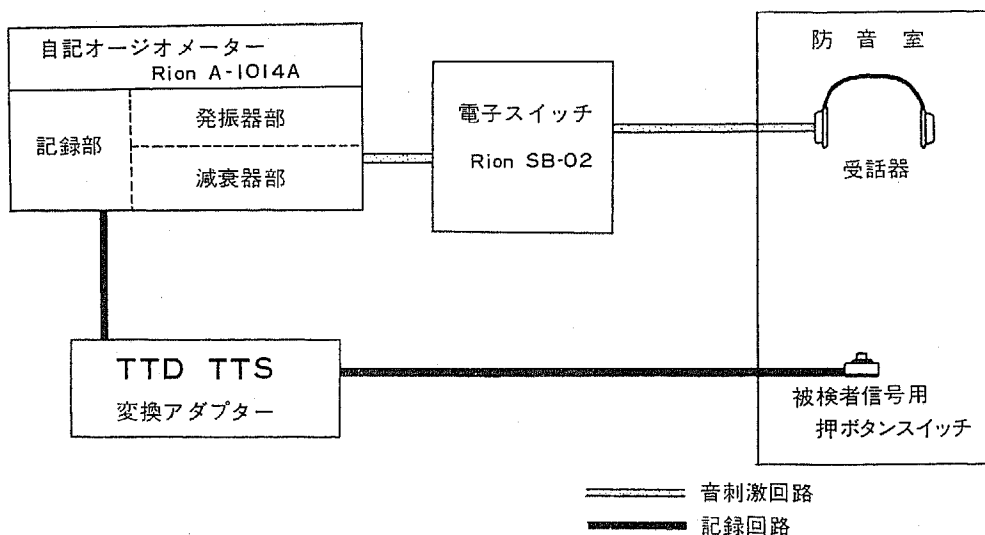 自記オージオメーター
Rion A-1014A
記録部
発振器部
減衰器部
電子スイッチ
Rion SB-02
防音室
受話器
TTD TTS
変換アダプター
被検者信号用
押ボタンスイッチ
音刺激回路
記録回路